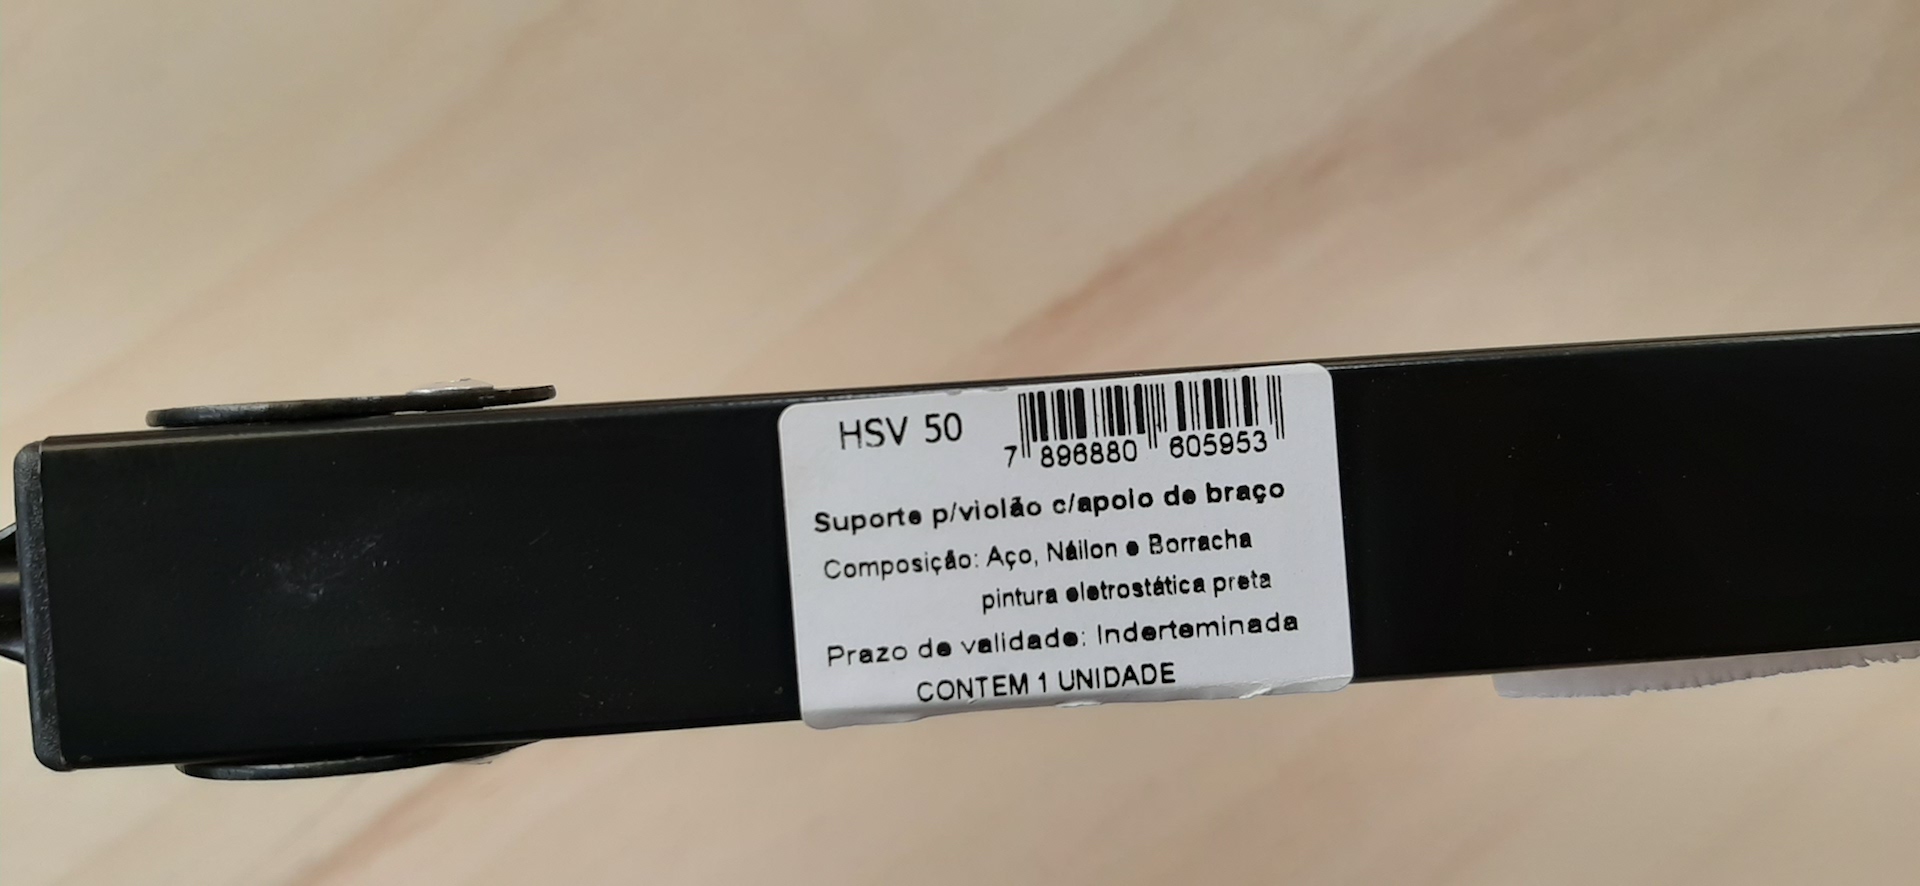 HSV 50
7 896880 605953
Suporte p/violão c/apoio de braço
Composição: Aço, Náilon e Borracha
pintura eletrostática preta
Prazo de validade: Inderteminada
CONTEM 1 UNIDADE